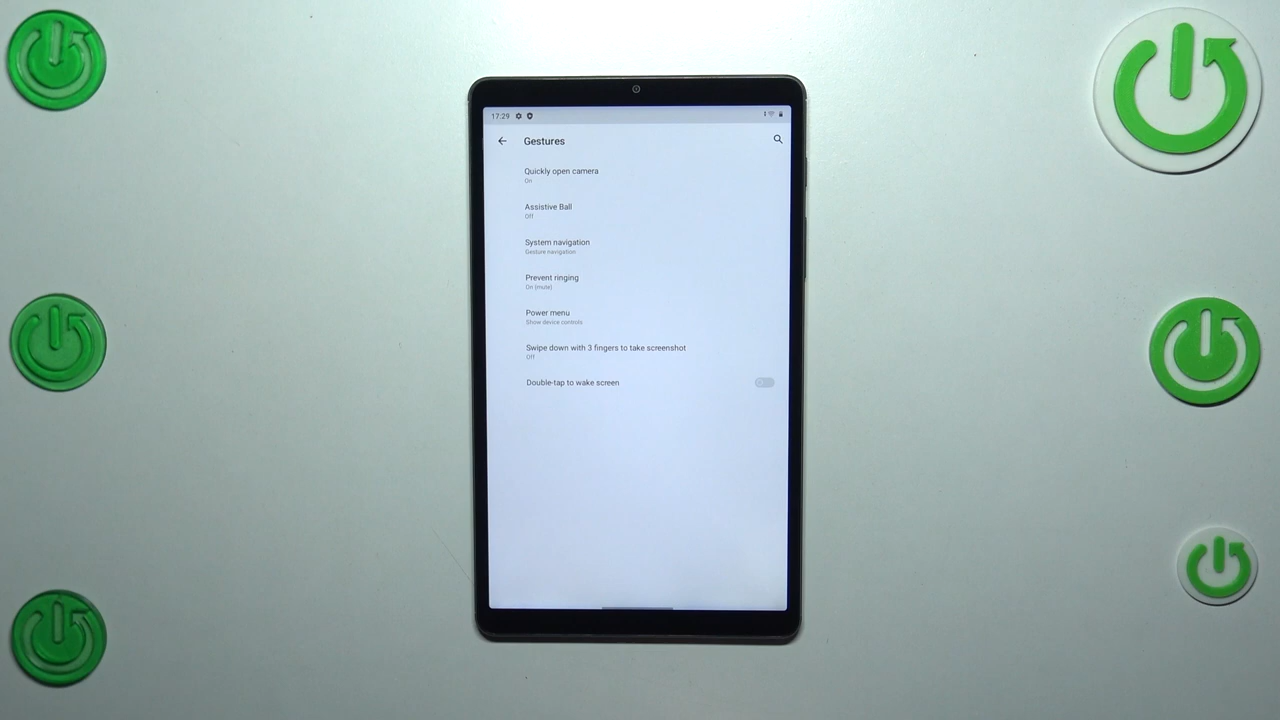 17:29
Gestures
Quickly open camera
On
Assistive Ball
Off
System navigation
Gesture navigation
Prevent ringing
On (mute)
Power menu
Show device controls
Swipe down with 3 fingers to take screenshot
Off
Double-tap to wake screen